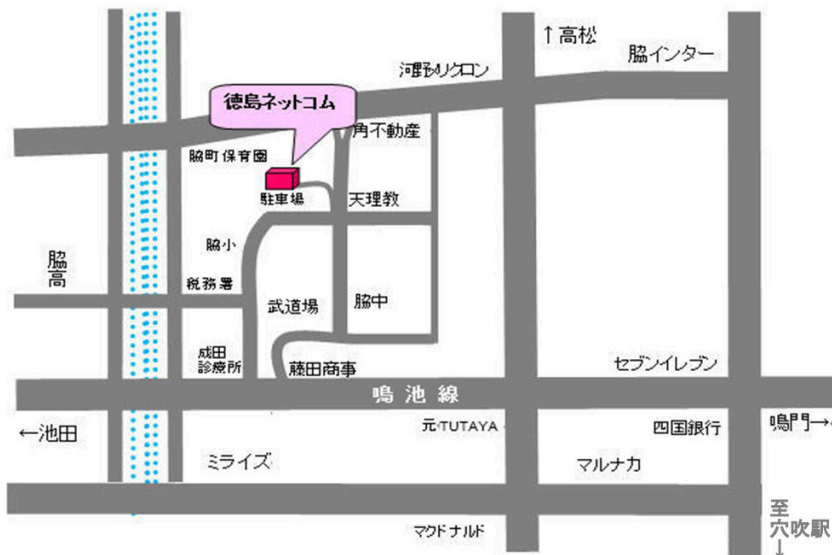 ↑高松
脇インター
河野メリクロン
徳島ネットコム
角不動産
脇町保育園
駐車場
天理教
脇小
脇高
税務署
武道場
脇中
成田
診療所
藤田商事
セブンイレブン
鳴池線
←池田
元TUTAYA
四国銀行
鳴門→
ミライズ
マルナカ
マクドナルド
至
穴吹駅
↓